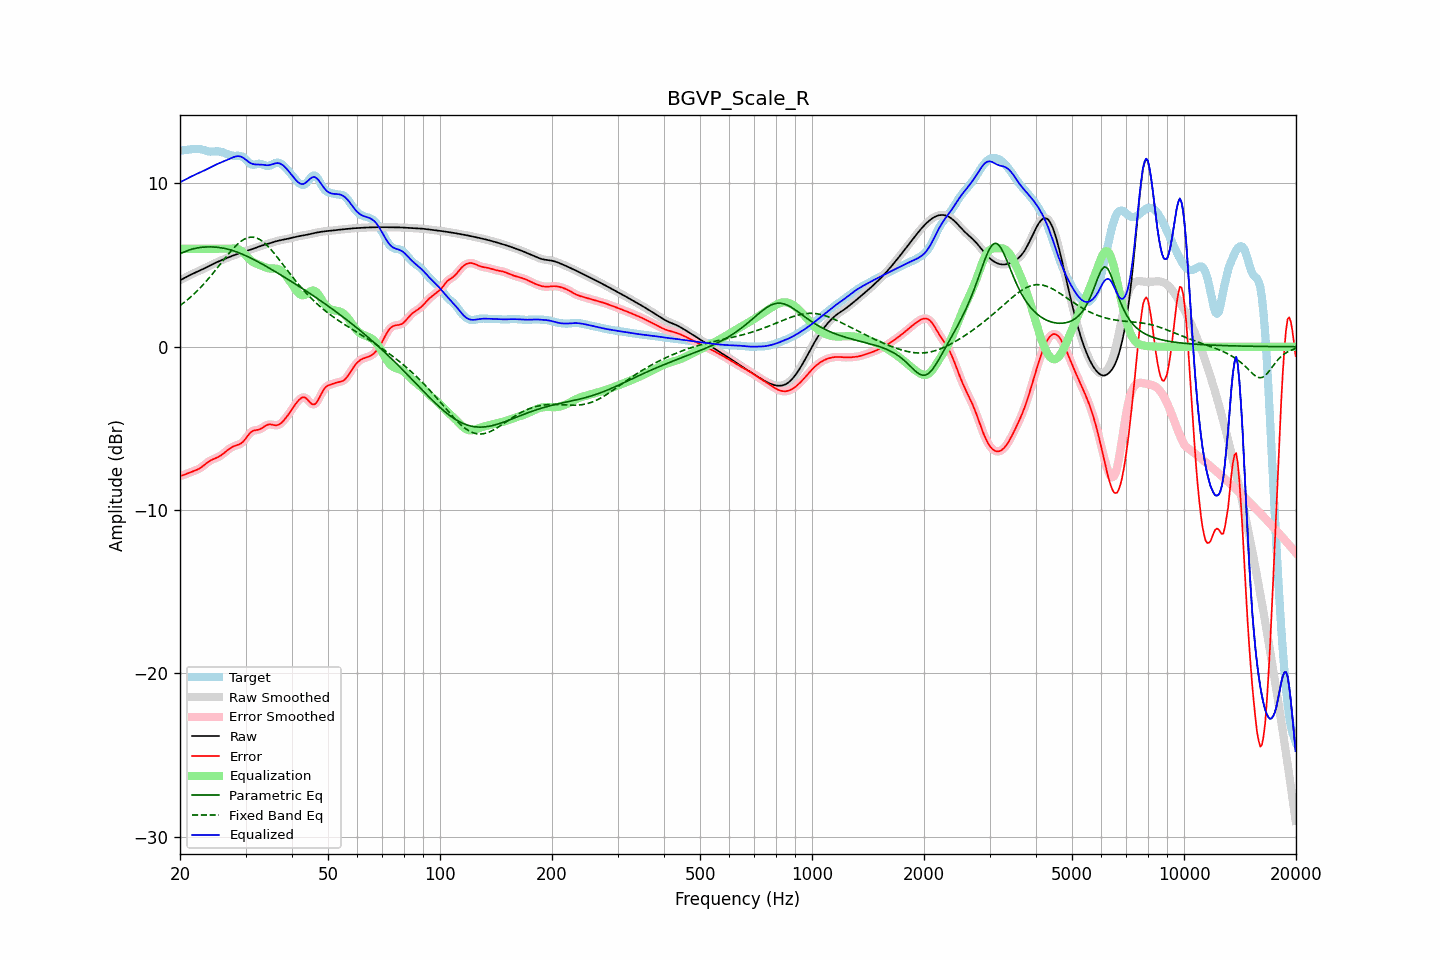 BGVP_Scale_R
10
0
−10
−20
−30
Amplitude (dBr)
Target
Raw Smoothed
Error Smoothed
Raw
Error
Equalization
Parametric Eq
Fixed Band Eq
Equalized
20 50 100 200 500 1000 2000 5000 10000 20000
Frequency (Hz)